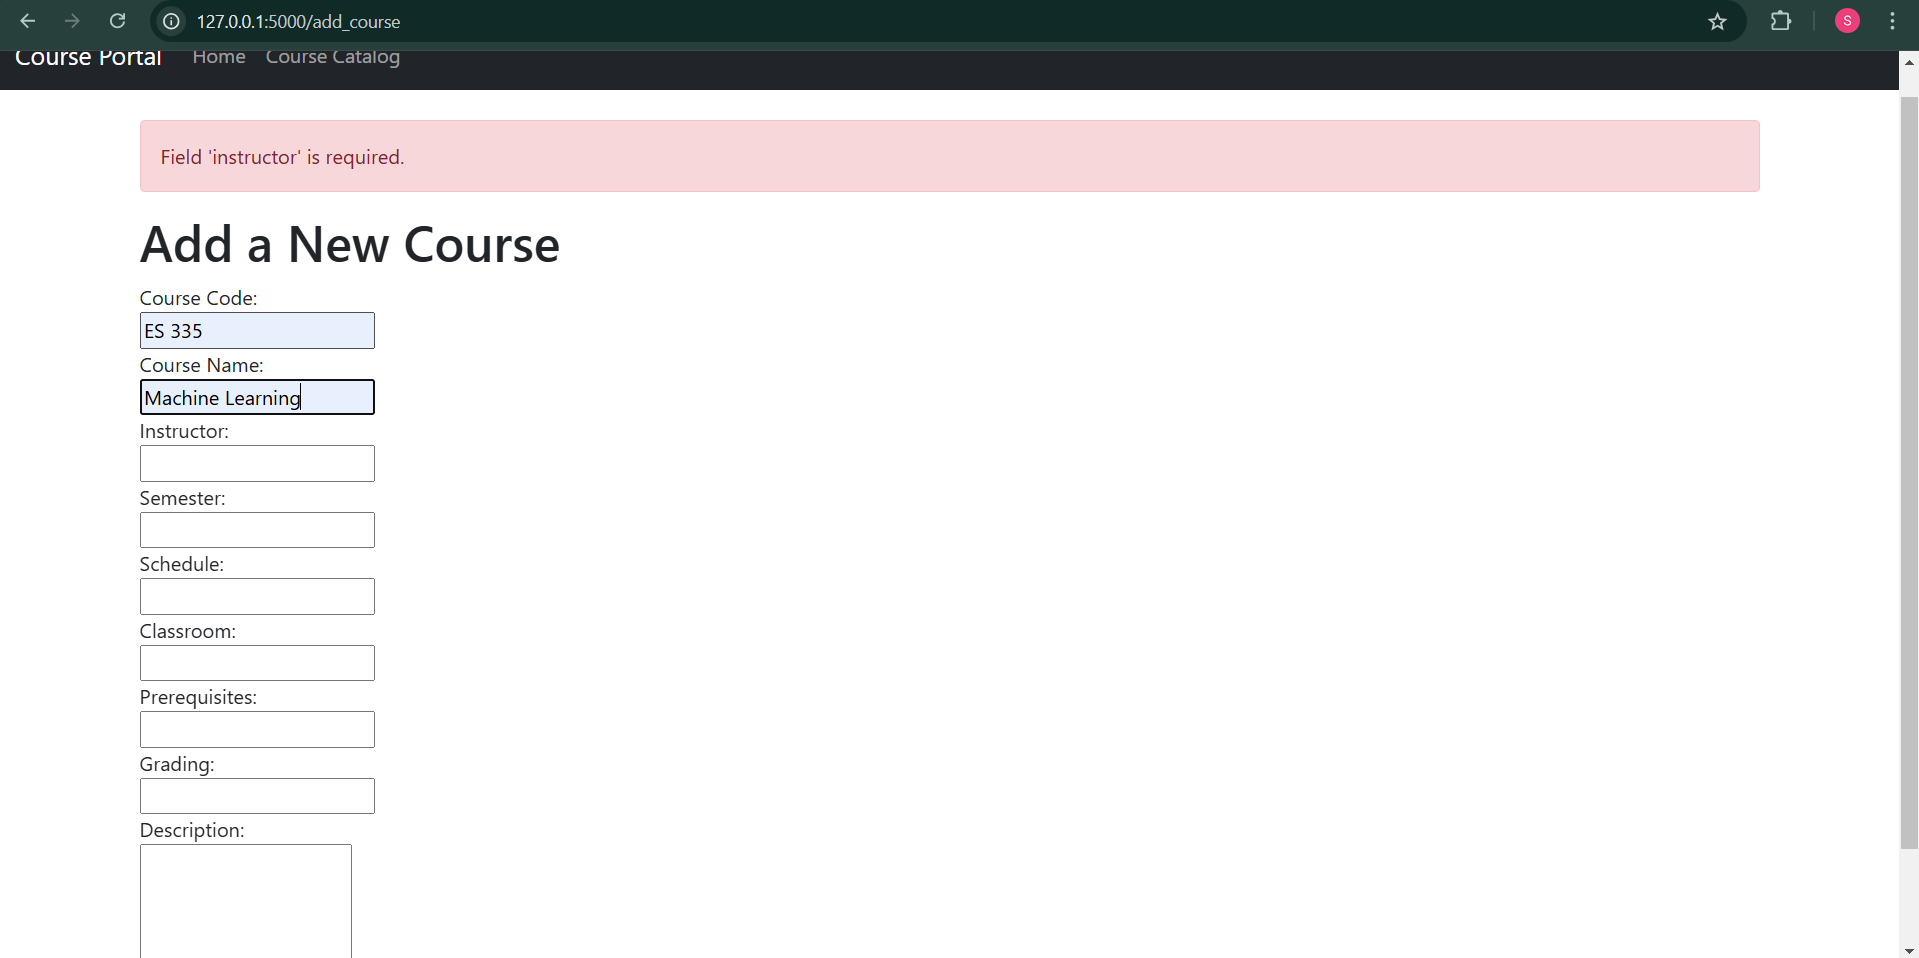 127.0.0.1:5000/add_course
S
Course Portal Home Course Catalog
Field 'instructor' is required.
Add a New Course
Course Code:
ES 335
Course Name:
Machine Learning
Instructor:
Semester:
Schedule:
Classroom:
Prerequisites:
Grading:
Description: